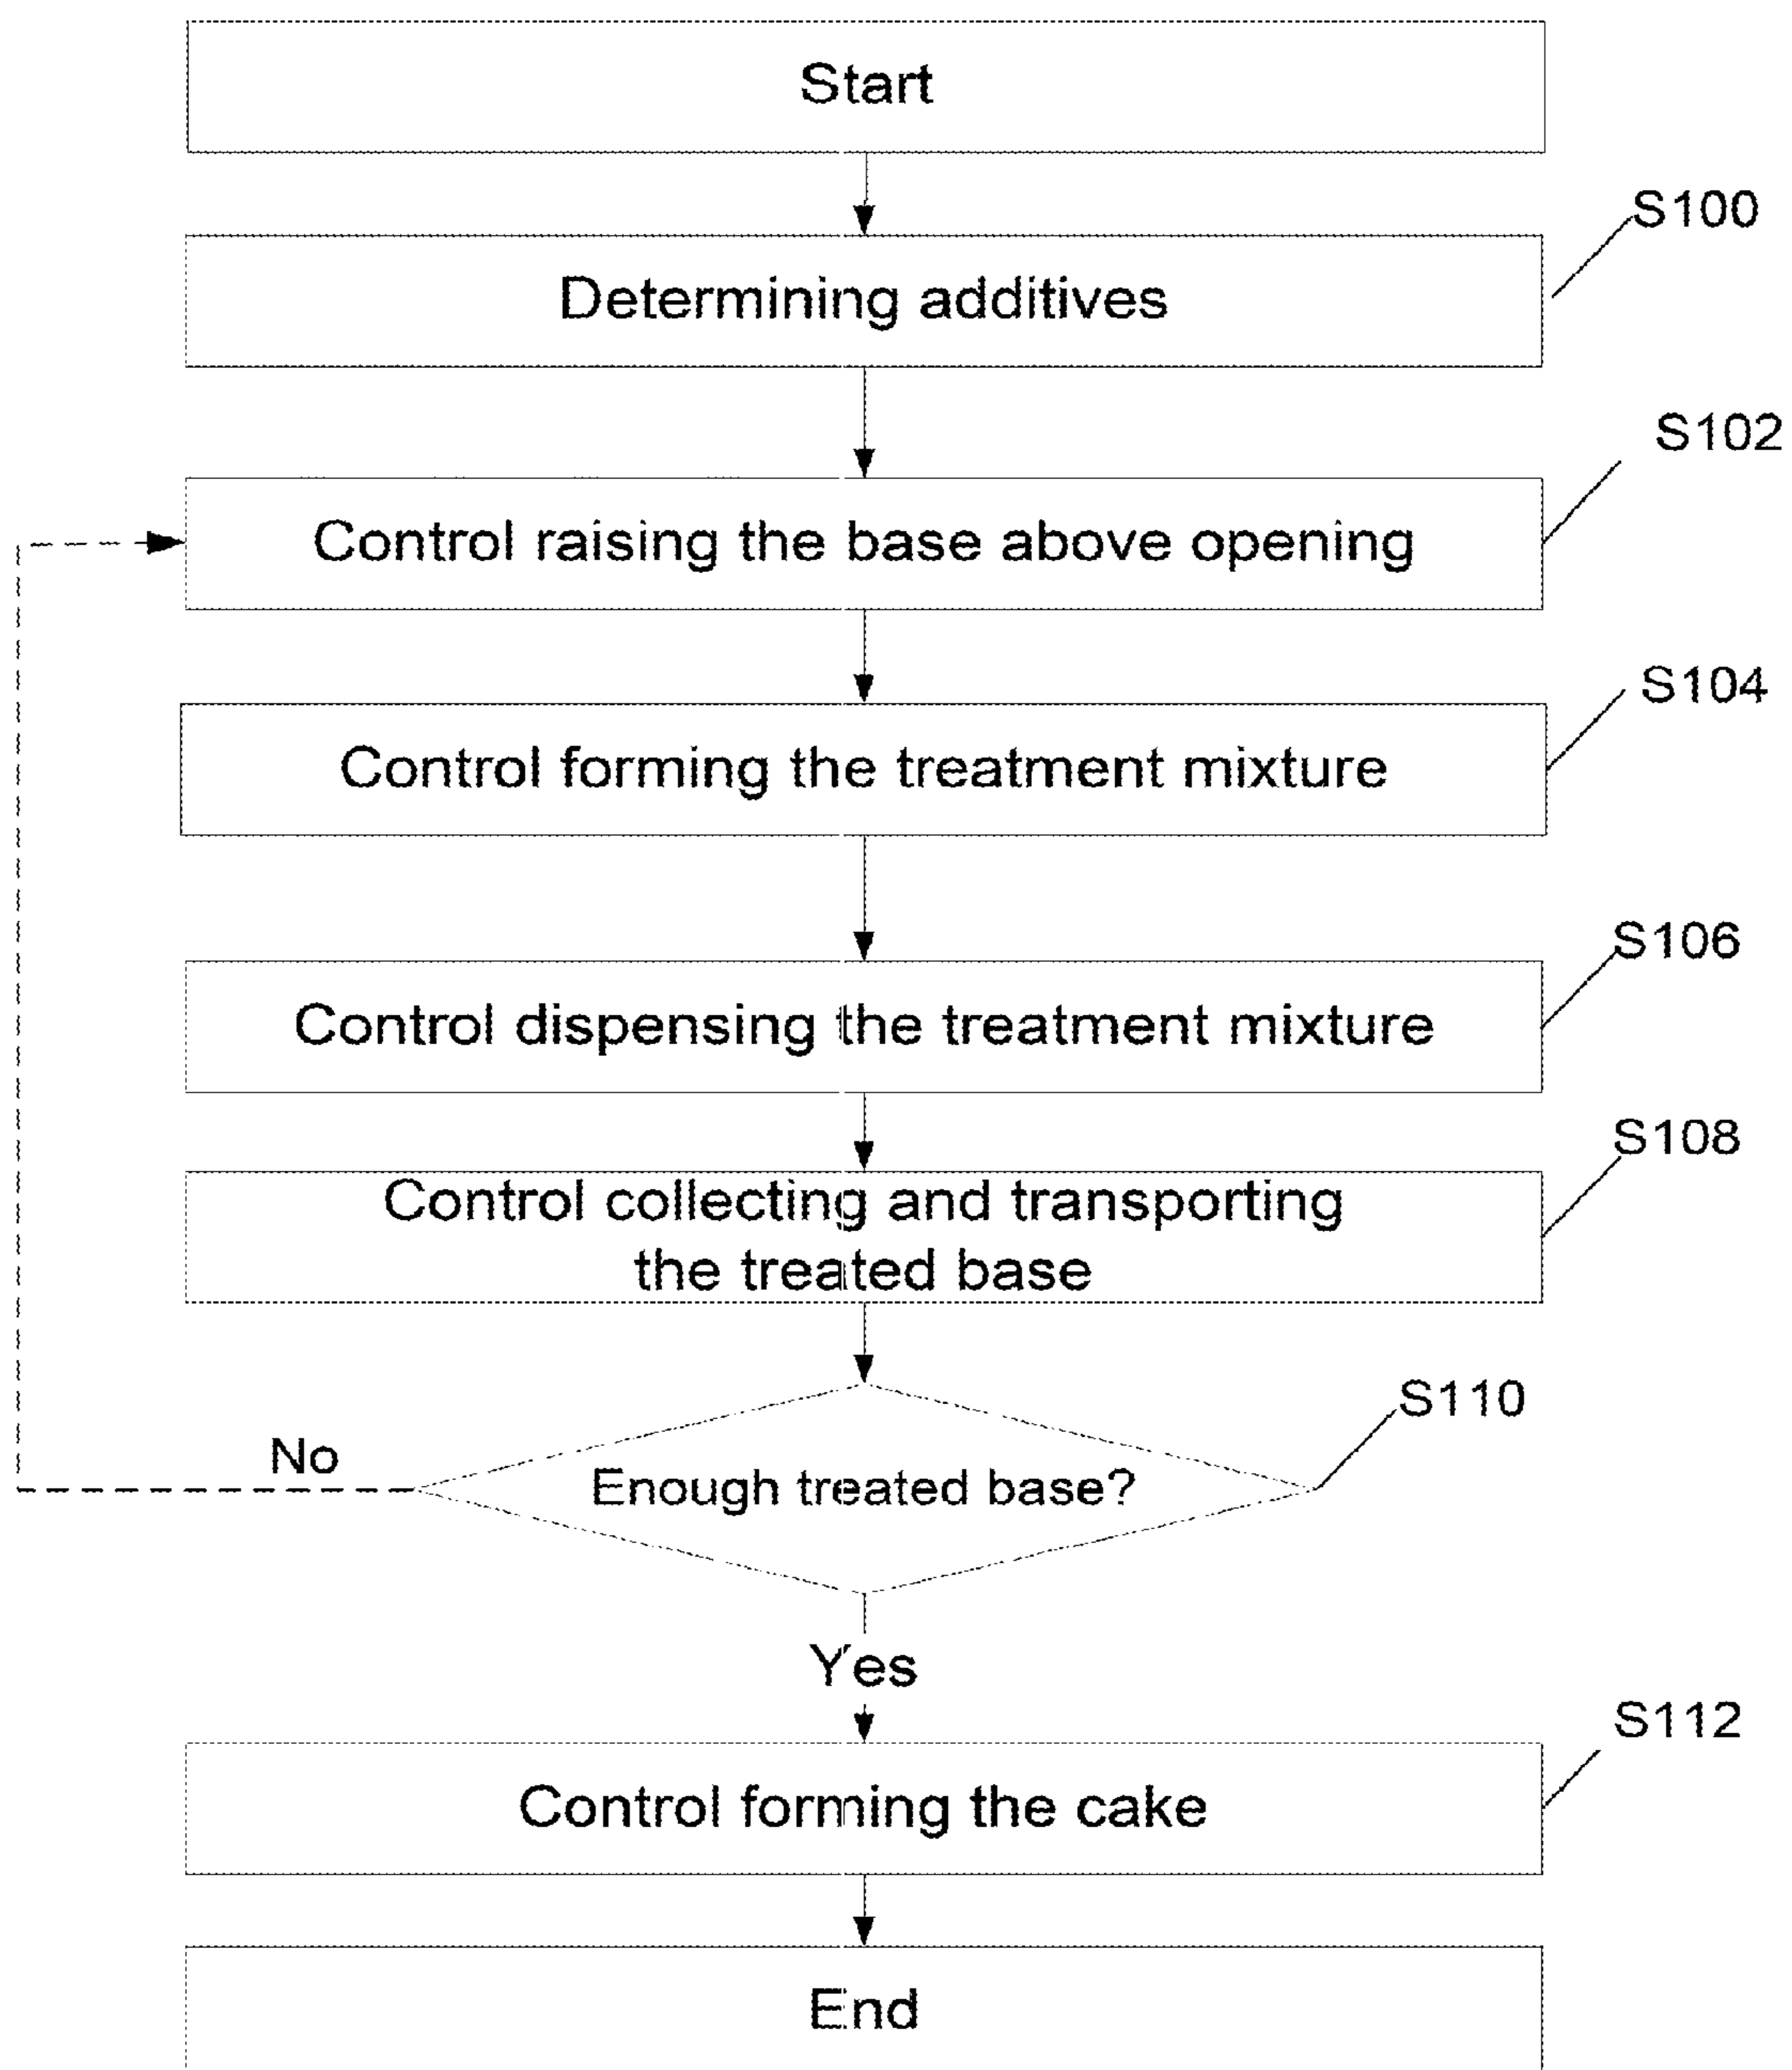 Start
S100
Determining additives
S102
Control raising the base above opening
S104
Control forming the treatment mixture
S106
Control dispensing the treatment mixture
S108
Control collecting and transporting
the treated base
S110
No
Enough treated base?
Yes
S112
Control forming the cake
End